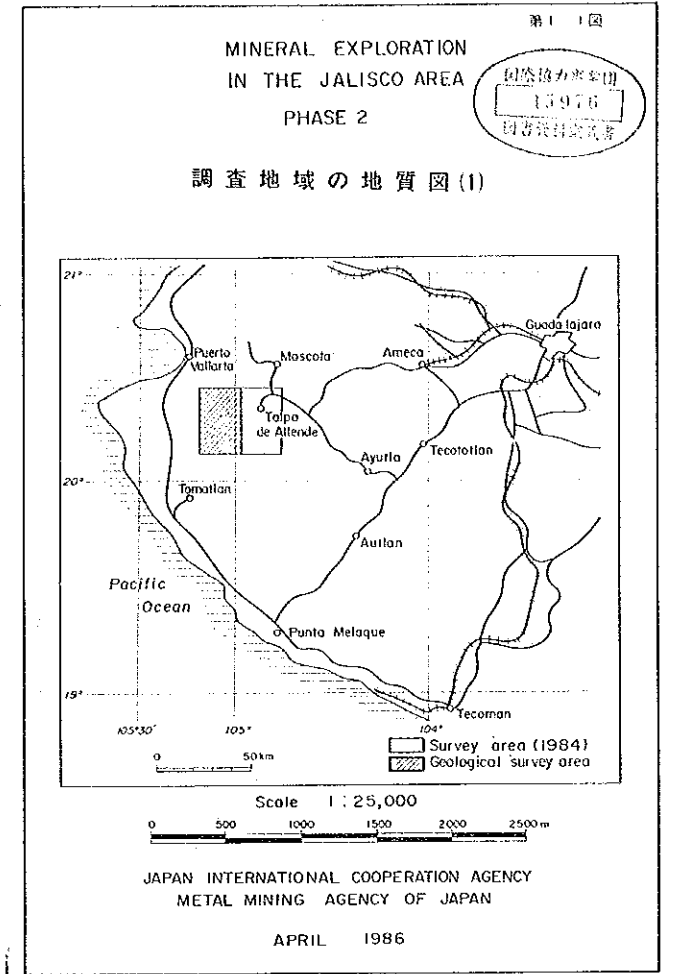 第1 1図
MINERAL EXPLORATION
IN THE JALISCO AREA
PHASE 2
国際協力事業団
15976
調査地域の地質図(1)
21°
Guadalajara
Puerto
Vallarta
Mascota
Ameca
Talpa
de Allende
Ayutla
Tecototlan
20°
Tomatlan
Autlan
Pacific
Ocean
Punta Melaque
19°
Tecoman
105°30'
105°
104°
Survey area (1984)
Geological survey area
0 50km
Scale 1:25,000
0 500 1000 1500 2000 2500m
JAPAN INTERNATIONAL COOPERATION AGENCY
METAL MINING AGENCY OF JAPAN
APRIL 1986